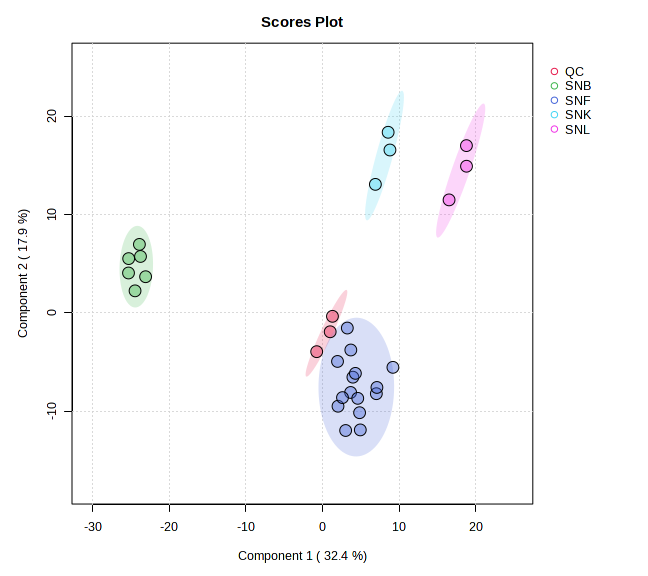 Scores Plot
QC
SNB
SNF
SNK
SNL
Component 2 ( 17.9 %)
20
10
0
-10
-30
-20
-10
0
10
20
Component 1 ( 32.4 %)